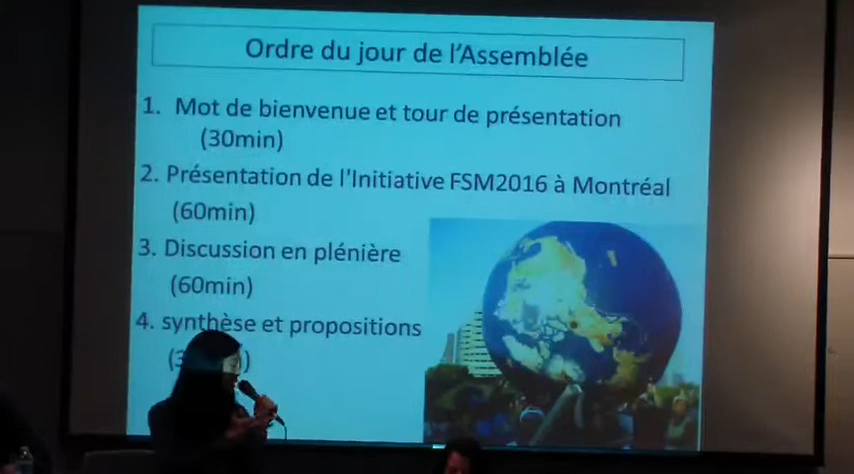 Ordre du jour de l'Assemblée
1. Mot de bienvenue et tour de présentation
(30min)
2. Présentation de l'Initiative FSM2016 à Montréal
(60min)
3. Discussion en plénière
(60min)
4. synthèse et propositions